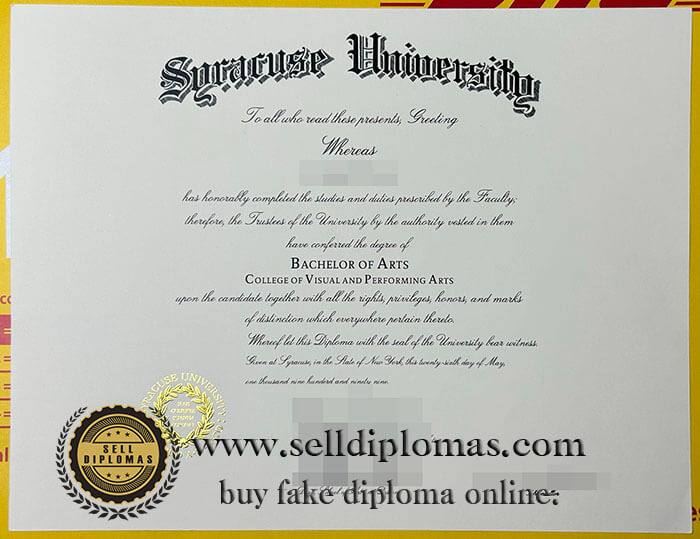 Syracuse University
To all who read these presents, Greeting
Whereas
has honorably completed the studies and duties prescribed by the Faculty;
therefore, the Trustees of the University by the authority vested in them
have conferred the degree of
BACHELOR OF ARTS
COLLEGE OF VISUAL AND PERFORMING ARTS
upon the candidate together with all the rights, privileges, honors, and marks
of distinction which everywhere pertain thereto.
Whereof let this Diploma with the seal of the University bear witness.
Given at Syracuse, in the State of New York, this twenty-sixth day of May,
one thousand nine hundred and ninety nine.
SYRACUSE UNIVERSITY
SELL
DIPLOMAS
www.selldiplomas.com
buy fake diploma online: